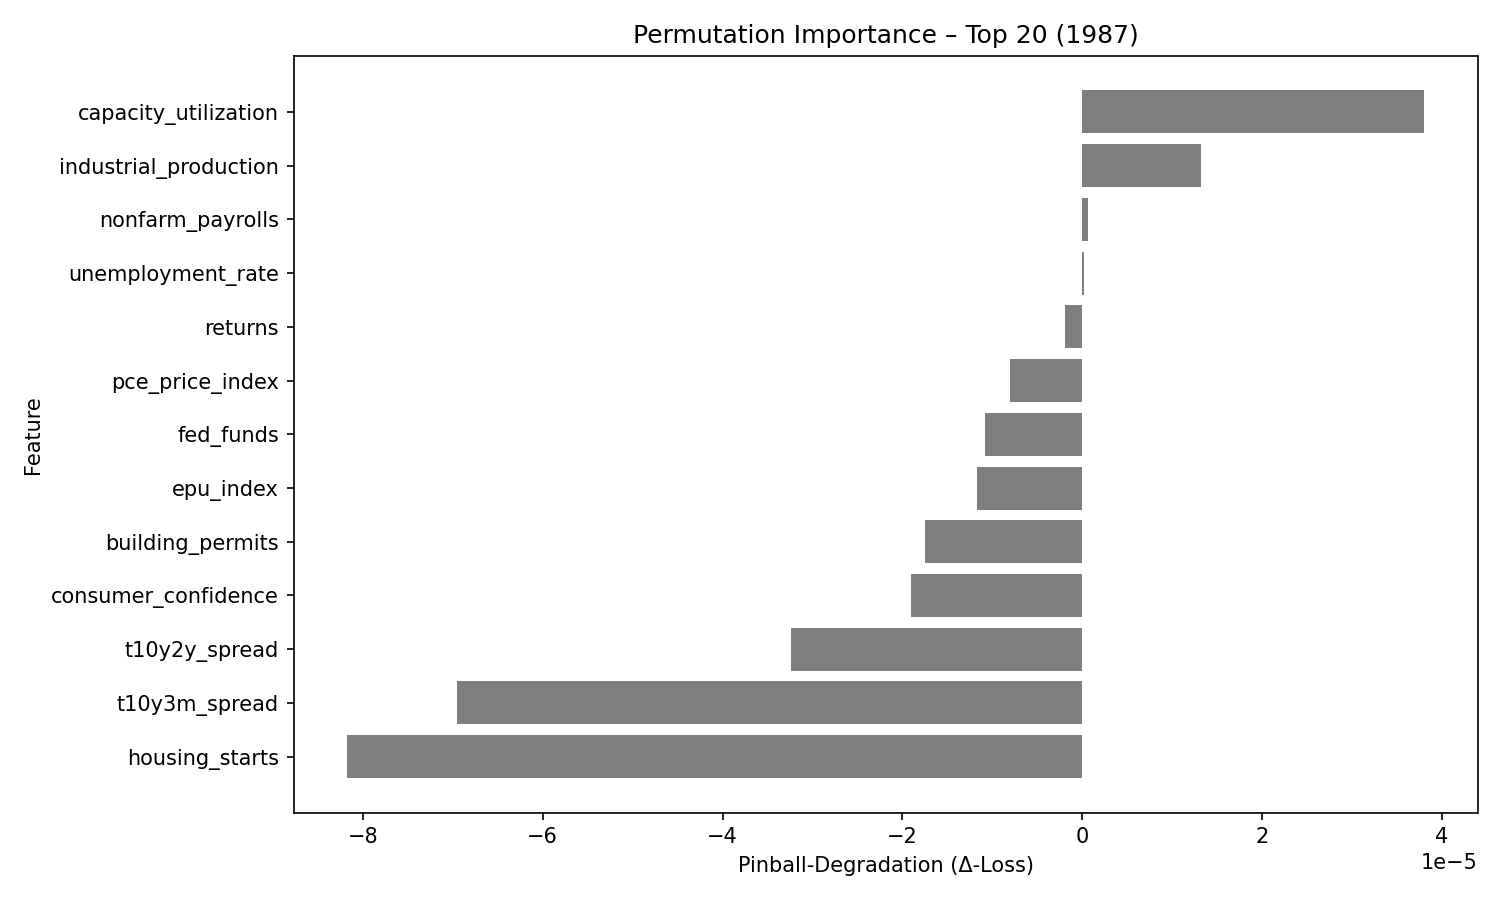 Permutation Importance – Top 20 (1987)
capacity_utilization
industrial_production
nonfarm_payrolls
unemployment_rate
returns
pce_price_index
fed_funds
epu_index
building_permits
consumer_confidence
t10y2y_spread
t10y3m_spread
housing_starts
Feature
−8 −6 −4 −2 0 2 4
1e−5
Pinball-Degradation (Δ-Loss)